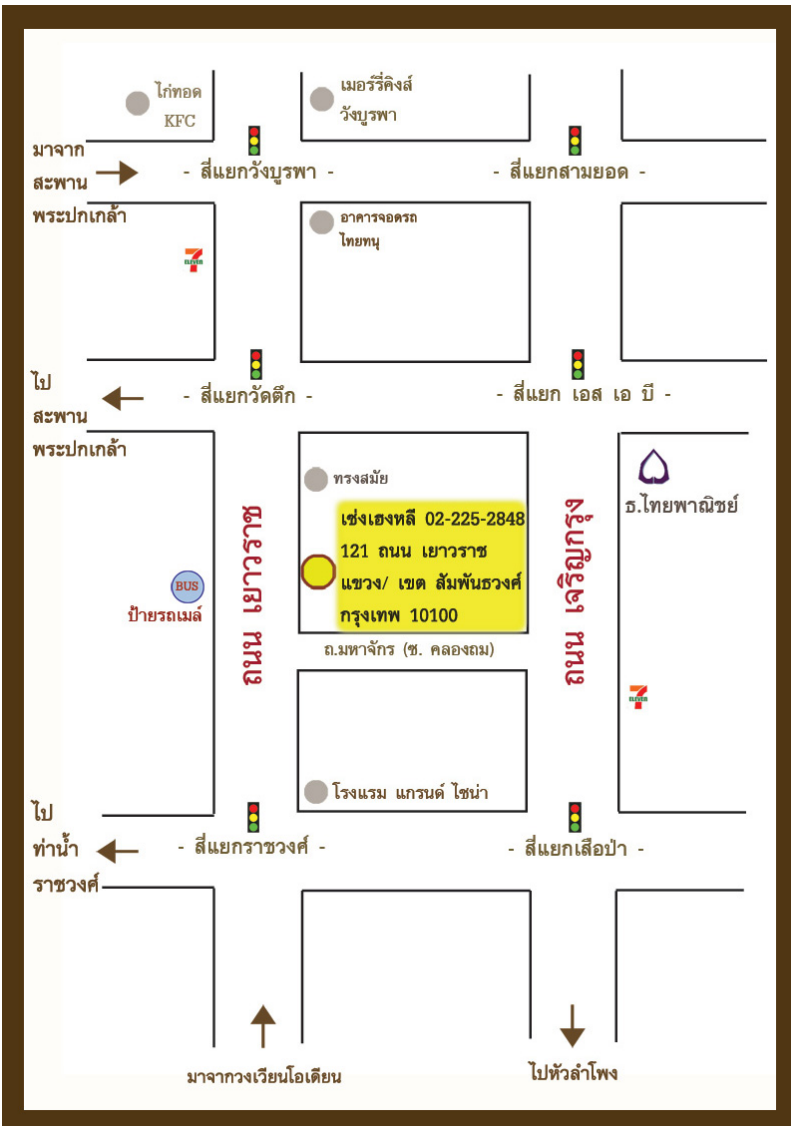 ไก่ทอด
KFC
เมอร์รี่คิงส์
วังบูรพา
มาจาก
สะพาน
พระปกเกล้า
- สี่แยกวังบูรพา -
- สี่แยกสามยอด -
อาคารจอดรถ
ไทยทนุ
7
ELEVEN
ไป
สะพาน
พระปกเกล้า
- สี่แยกวัดตึก -
- สี่แยก เอส เอ บี -
ทรงสมัย
ธ.ไทยพาณิชย์
ถนน เยาวราช
เซ่งเฮงหลี 02-225-2848
121 ถนน เยาวราช
แขวง/ เขต สัมพันธวงศ์
กรุงเทพ 10100
ถนน เจริญกรุง
BUS
ป้ายรถเมล์
ถ.มหาจักร (ซ. คลองถม)
7
ELEVEN
โรงแรม แกรนด์ ไชน่า
ไป
ท่าน้ำ
ราชวงศ์
- สี่แยกราชวงศ์ -
- สี่แยกเสือป่า -
มาจากวงเวียนโอเดียน
ไปหัวลำโพง